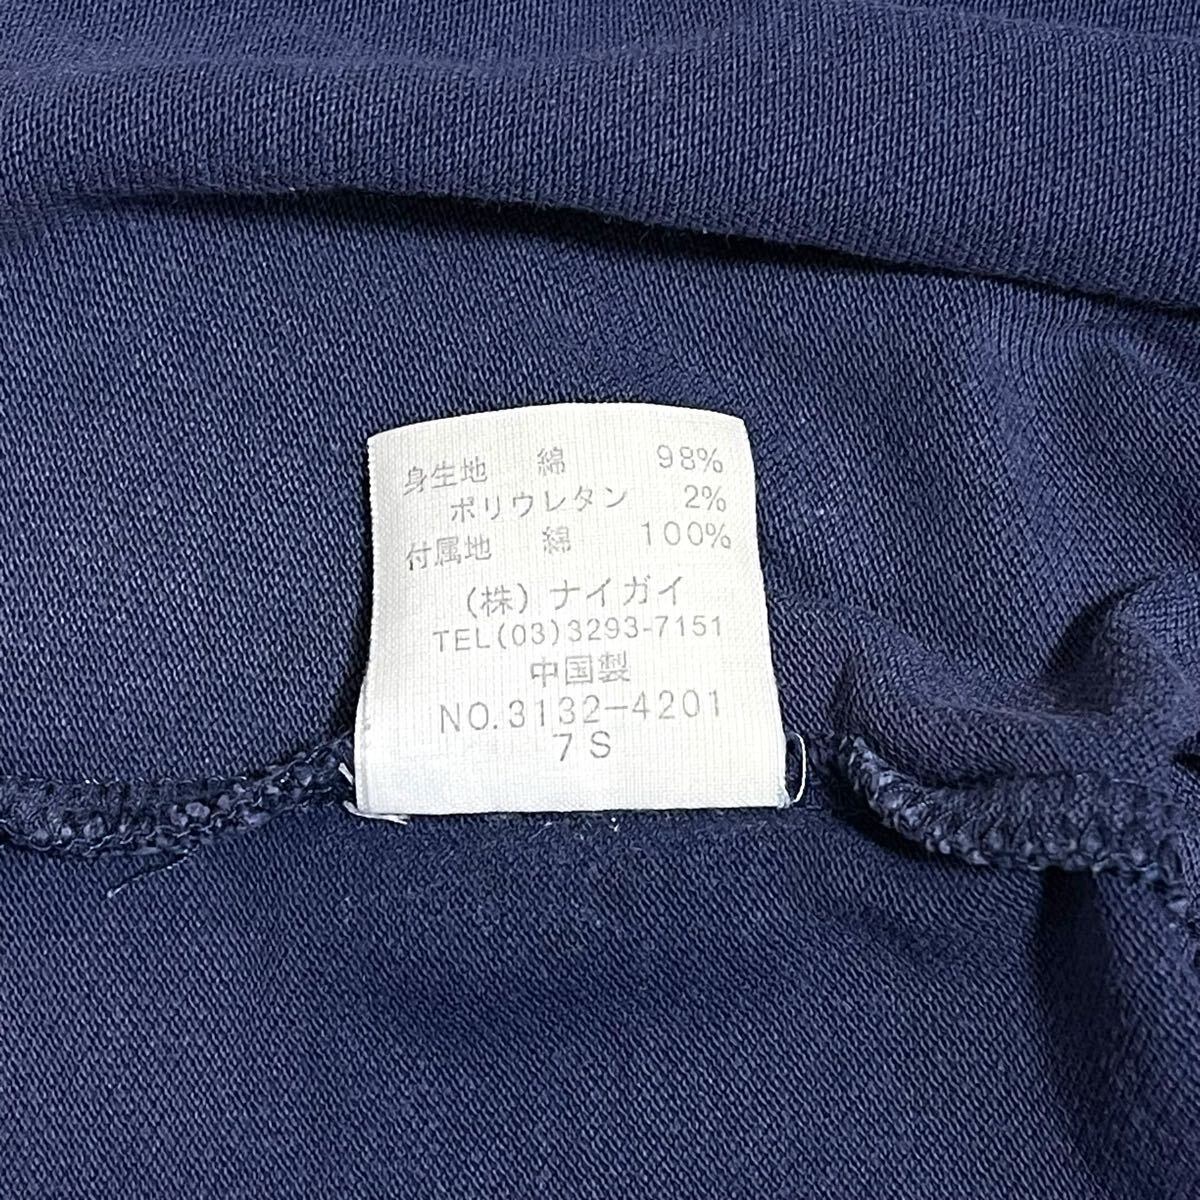 身生地 綿 98%
ポリウレタン 2%
付属地 綿 100%
(株)ナイガイ
TEL(03)3293-7151
中国製
NO.3132-4201
7S